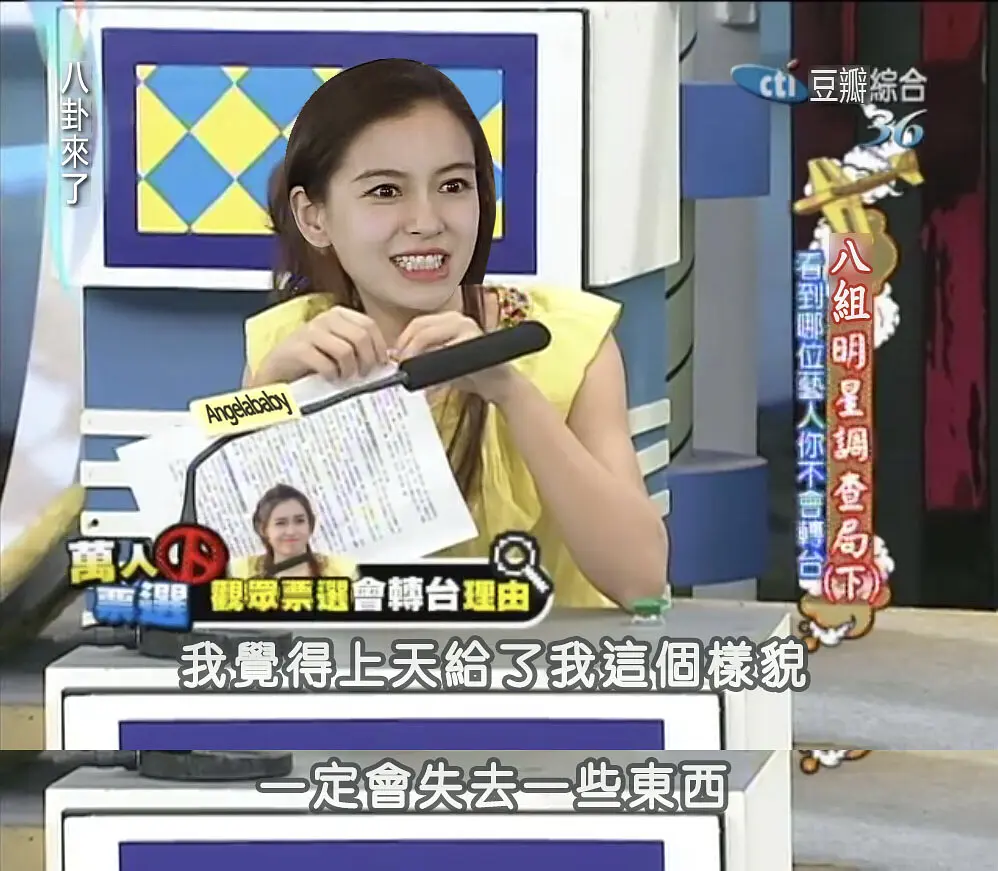 八卦來了
cti 豆瓣綜合
36
八組明星調查局(下)
看到哪位藝人你不會轉台
Angelababy
萬人票選
觀眾票選會轉台理由
我覺得上天給了我這個樣貌
一定會失去一些東西